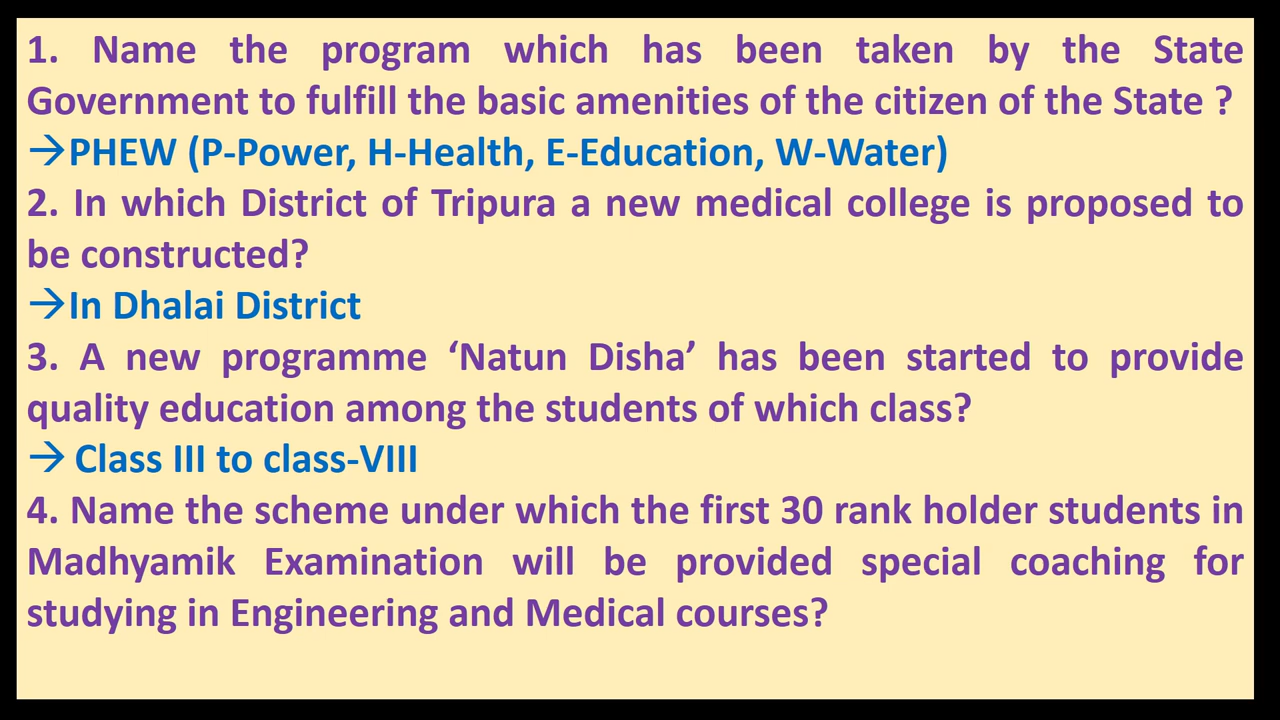 1. Name the program which has been taken by the State
Government to fulfill the basic amenities of the citizen of the State ?
→PHEW (P-Power, H-Health, E-Education, W-Water)
2. In which District of Tripura a new medical college is proposed to
be constructed?
→In Dhalai District
3. A new programme ‘Natun Disha’ has been started to provide
quality education among the students of which class?
→ Class III to class-VIII
4. Name the scheme under which the first 30 rank holder students in
Madhyamik Examination will be provided special coaching for
studying in Engineering and Medical courses?